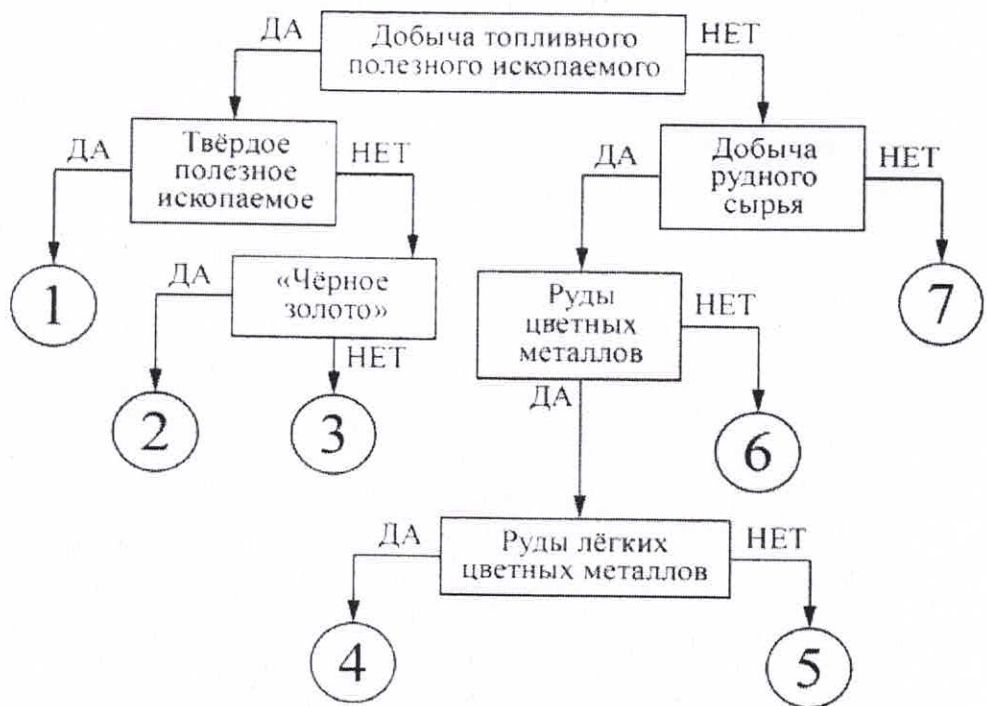 ДА
Добыча топливного
полезного ископаемого
НЕТ
ДА
Твёрдое
полезное
ископаемое
НЕТ
ДА
Добыча
рудного
сырья
НЕТ
1
ДА
«Чёрное
золото»
НЕТ
Руды
цветных
металлов
НЕТ
ДА
7
2
3
6
ДА
Руды лёгких
цветных металлов
НЕТ
4
5